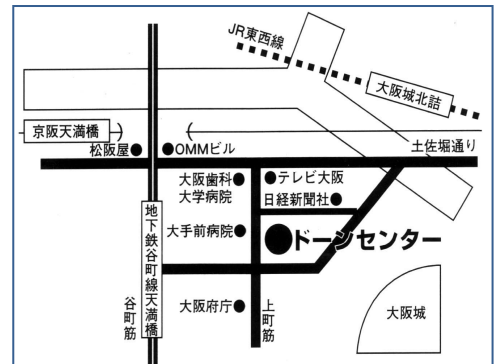 JR東西線
大阪城北詰
京阪天満橋
土佐堀通り
松阪屋
OMMビル
大阪歯科
大学病院
テレビ大阪
日経新聞社
大手前病院
ドーンセンター
地下鉄谷町線天満橋
大阪府庁
上町筋
谷町筋
大阪城